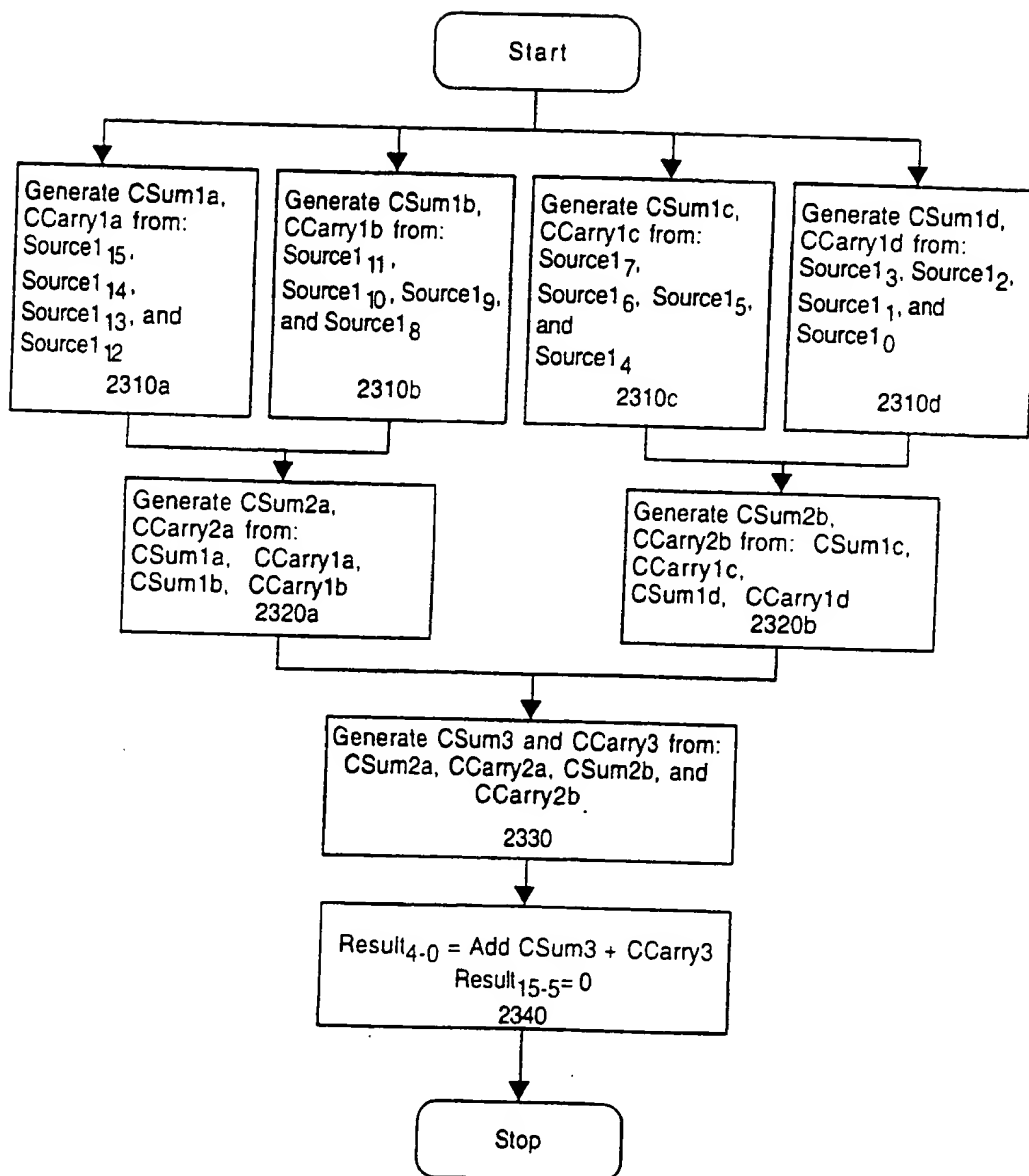 Start
Generate CSum1a,
CCarry1a from:
Source1 15,
Source1 14,
Source1 13, and
Source1 12
2310a
Generate CSum1b,
CCarry1b from:
Source1 11,
Source1 10, Source1 9,
and Source1 8
2310b
Generate CSum1c,
CCarry1c from:
Source1 7,
Source1 6, Source1 5,
and
Source1 4
2310c
Generate CSum1d,
CCarry1d from:
Source1 3, Source1 2,
Source1 1, and
Source1 0
2310d
Generate CSum2a,
CCarry2a from:
CSum1a, CCarry1a,
CSum1b, CCarry1b
2320a
Generate CSum2b,
CCarry2b from: CSum1c,
CCarry1c,
CSum1d, CCarry1d
2320b
Generate CSum3 and CCarry3 from:
CSum2a, CCarry2a, CSum2b, and
CCarry2b
2330
Result4-0 = Add CSum3 + CCarry3
Result15-5= 0
2340
Stop